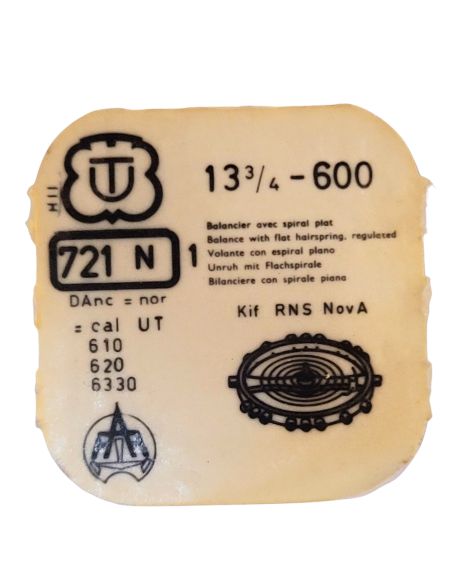 UT
13 3/4 - 600
H11
721 N 1
Balancier avec spiral plat
Balance with flat hairspring, regulated
Volante con espiral plano
Unruh mit Flachspirale
Bilanciere con spirale piana
DAnc = nor
Kif RNS NovA
= cal UT
610
620
6330
A